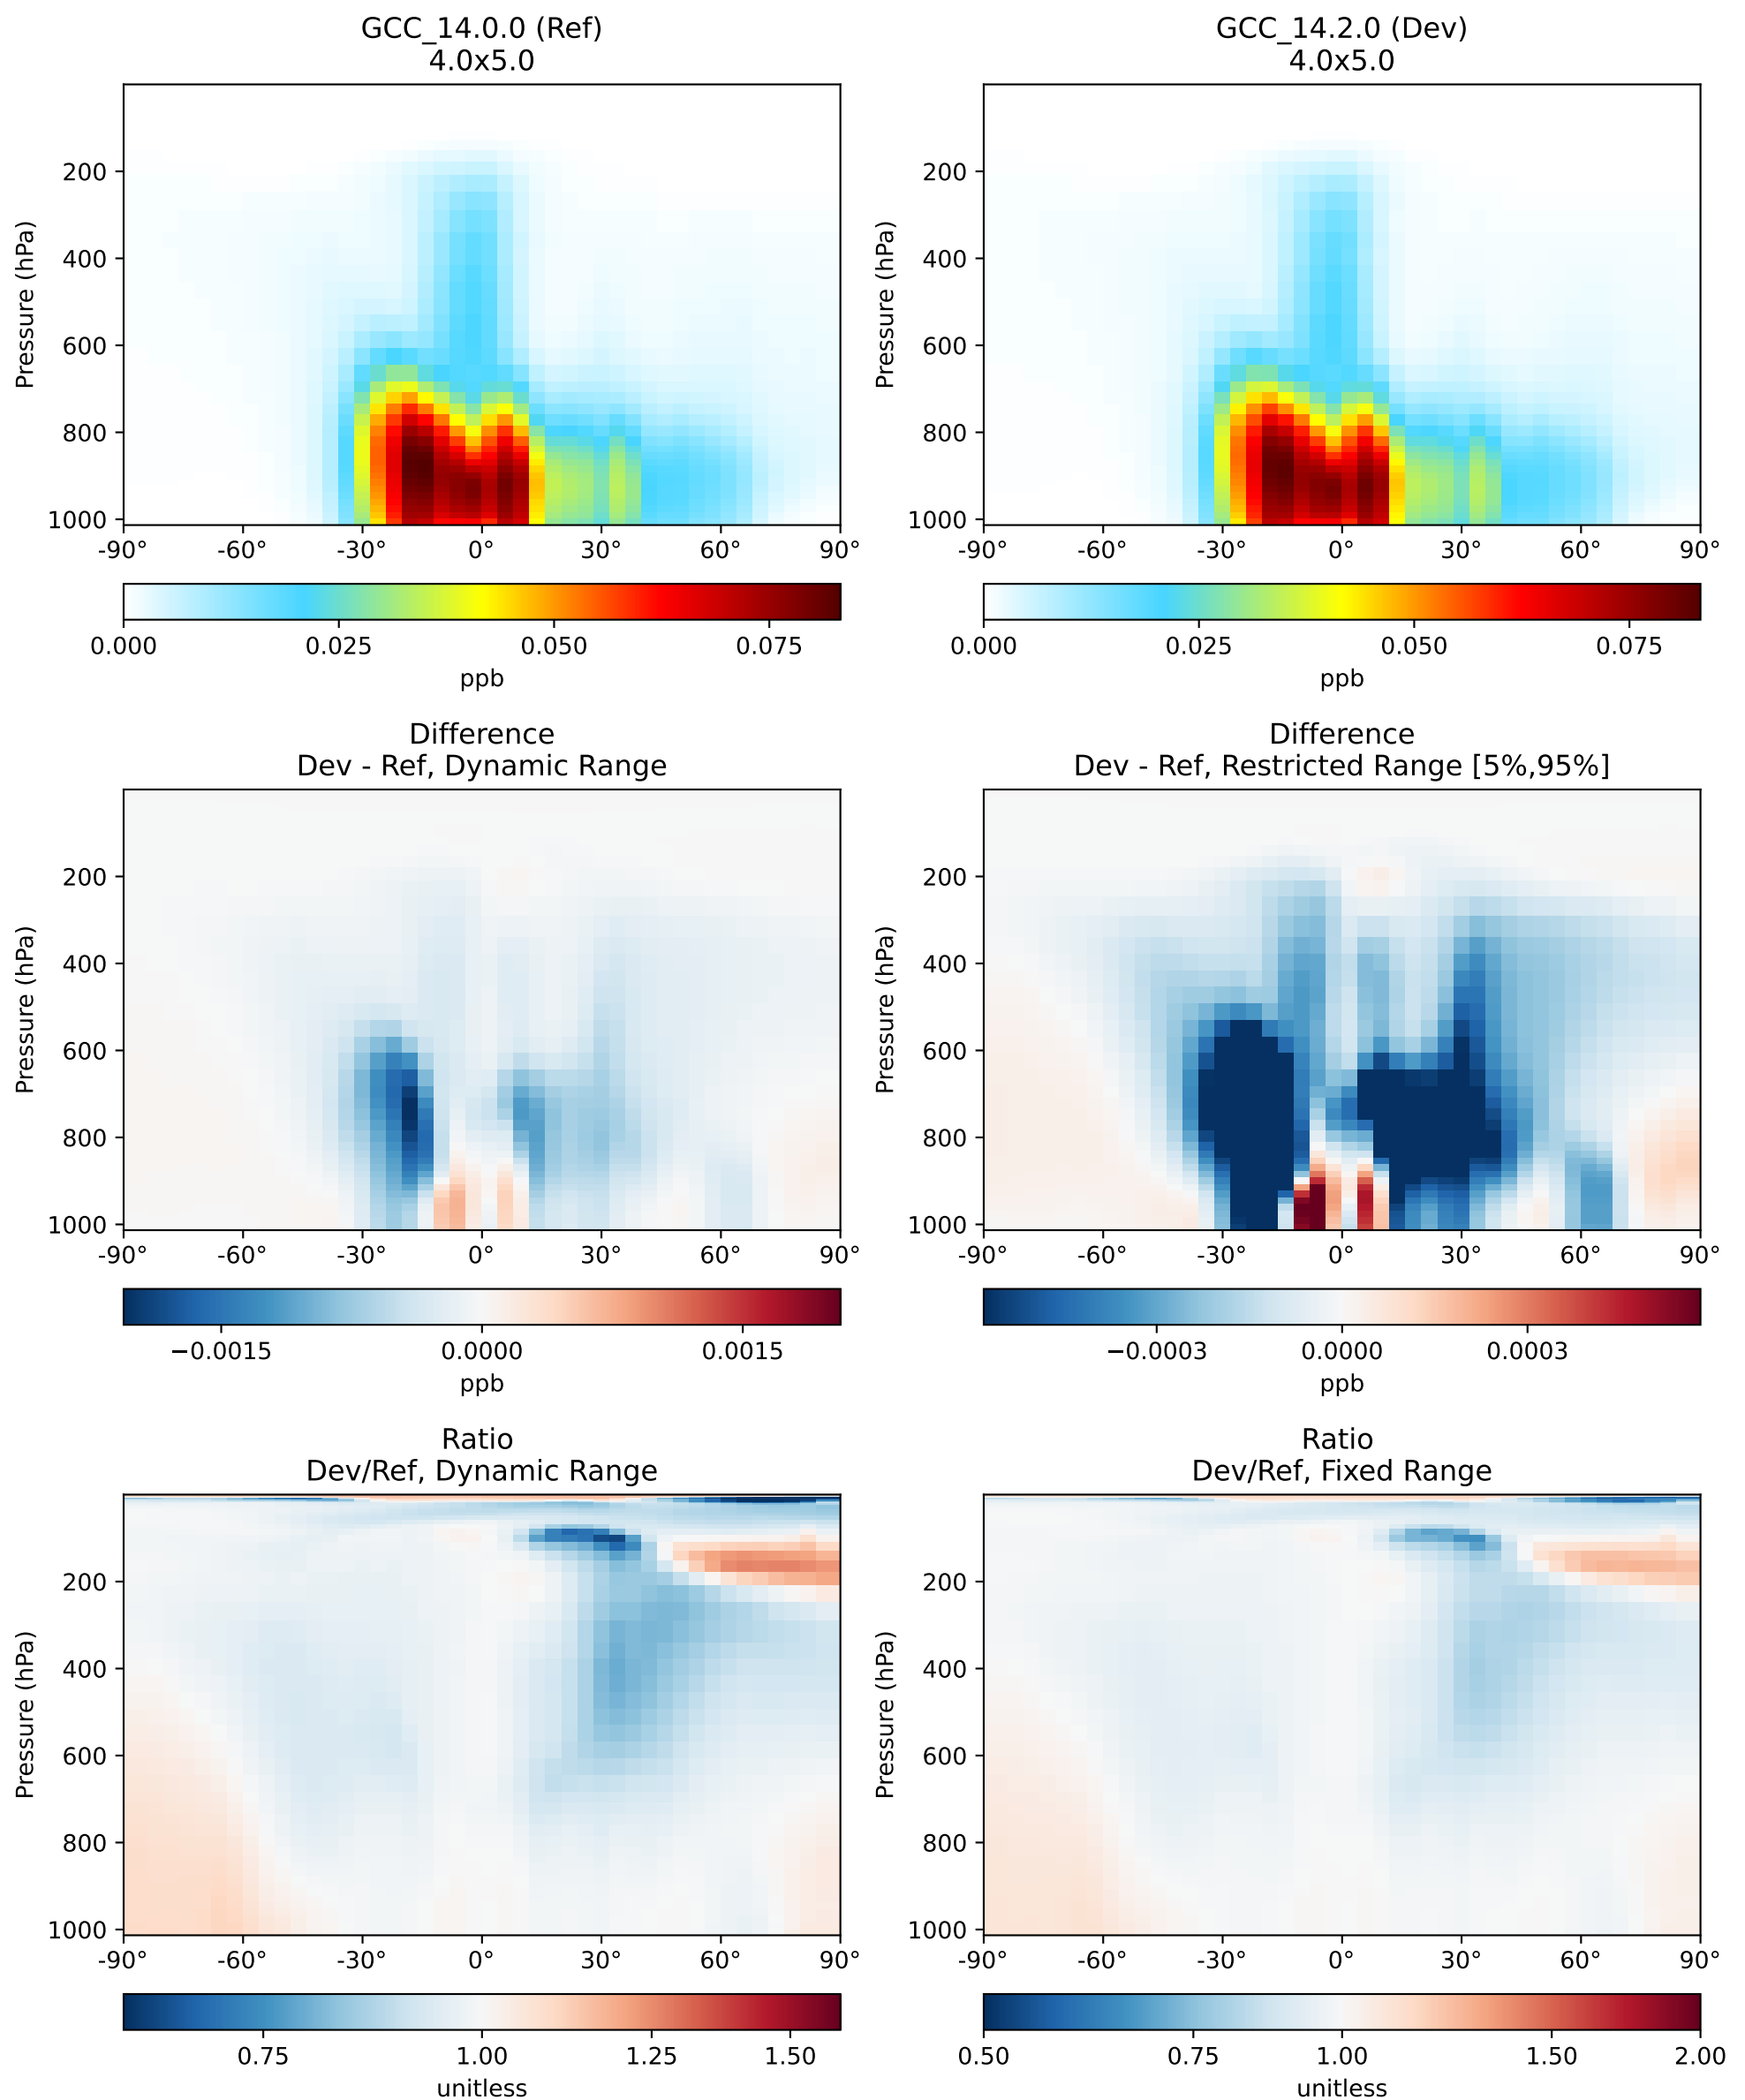 GCC_14.0.0 (Ref)
4.0x5.0
Pressure (hPa)
200
400
600
800
1000
-90° -60° -30° 0° 30° 60° 90°
0.000 0.025 0.050 0.075
ppb
GCC_14.2.0 (Dev)
4.0x5.0
Pressure (hPa)
200
400
600
800
1000
-90° -60° -30° 0° 30° 60° 90°
0.000 0.025 0.050 0.075
ppb
Difference
Dev - Ref, Dynamic Range
Pressure (hPa)
200
400
600
800
1000
-90° -60° -30° 0° 30° 60° 90°
−0.0015 0.0000 0.0015
ppb
Difference
Dev - Ref, Restricted Range [5%,95%]
Pressure (hPa)
200
400
600
800
1000
-90° -60° -30° 0° 30° 60° 90°
−0.0003 0.0000 0.0003
ppb
Ratio
Dev/Ref, Dynamic Range
Pressure (hPa)
200
400
600
800
1000
-90° -60° -30° 0° 30° 60° 90°
0.75 1.00 1.25 1.50
unitless
Ratio
Dev/Ref, Fixed Range
Pressure (hPa)
200
400
600
800
1000
-90° -60° -30° 0° 30° 60° 90°
0.50 0.75 1.00 1.50 2.00
unitless